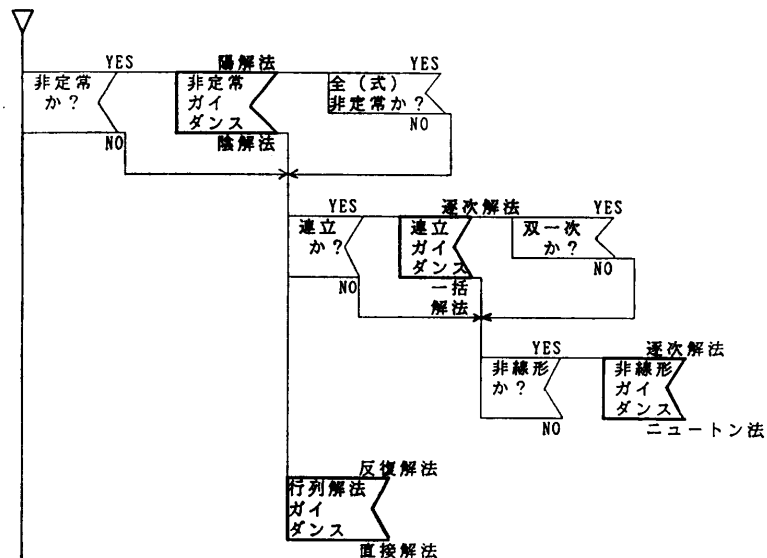 YES
陽解法
YES
非定常
か？
非定常
ガイ
ダンス
全（式）
非定常か？
NO
NO
陰解法
YES
逐次解法
YES
連立
か？
連立
ガイ
ダンス
双一次
か？
NO
NO
一括
解法
YES
逐次解法
非線形
か？
非線形
ガイ
ダンス
NO
ニュートン法
反復解法
行列解法
ガイ
ダンス
直接解法